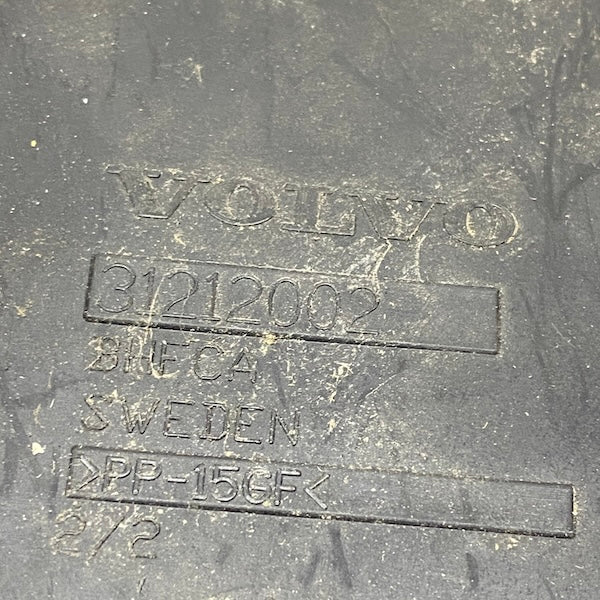 VOLVO
31212002
SWEDEN
>PP-15GF<
2/2